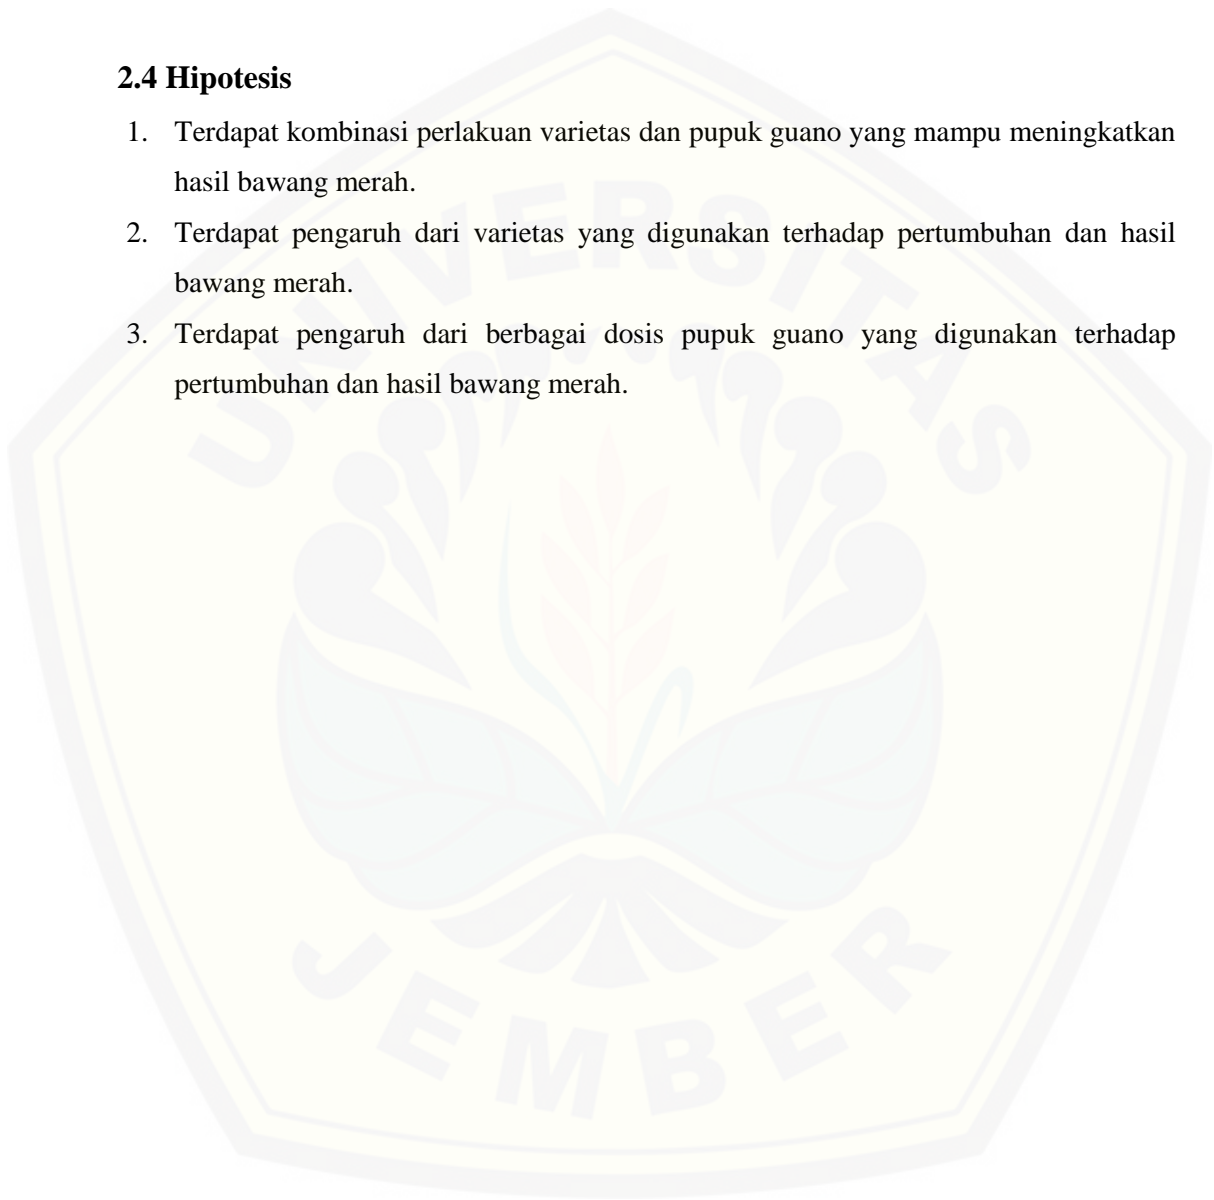 2.4 Hipotesis
1. Terdapat kombinasi perlakuan varietas dan pupuk guano yang mampu meningkatkan
hasil bawang merah.
2. Terdapat pengaruh dari varietas yang digunakan terhadap pertumbuhan dan hasil
bawang merah.
3. Terdapat pengaruh dari berbagai dosis pupuk guano yang digunakan terhadap
pertumbuhan dan hasil bawang merah.
UNIVERSITAS
JEMBER